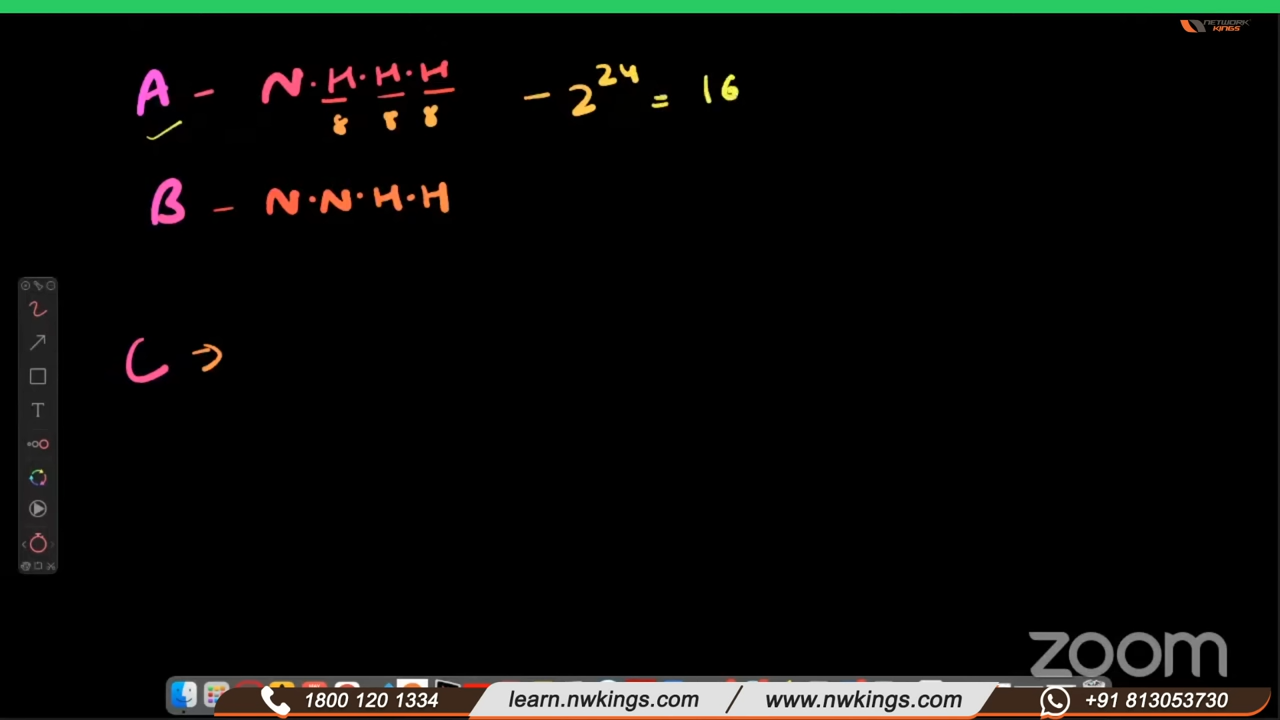 NETWORK
KINGS
A - N.H.H.H - 2^24 = 16
8 8 8
B - N.N.H.H
C →
T
zoom
1800 120 1334
learn.nwkings.com / www.nwkings.com
+91 813053730